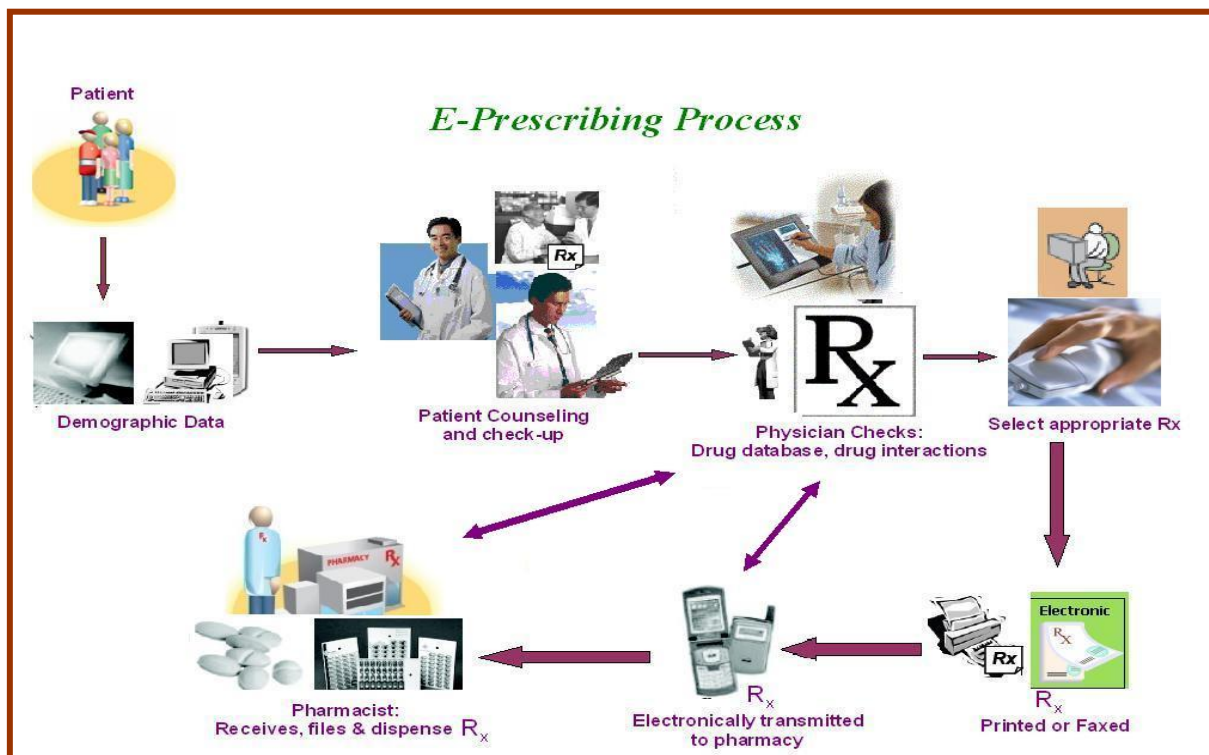 Patient
E-Prescribing Process
Rx
Rx
Demographic Data
Patient Counseling
and check-up
Physician Checks:
Drug database, drug interactions
Select appropriate Rx
Rx
PHARMACY Rx
Electronic
Rx
Rx
Pharmacist:
Receives, files & dispense Rx
Rx
Electronically transmitted
to pharmacy
Rx
Printed or Faxed